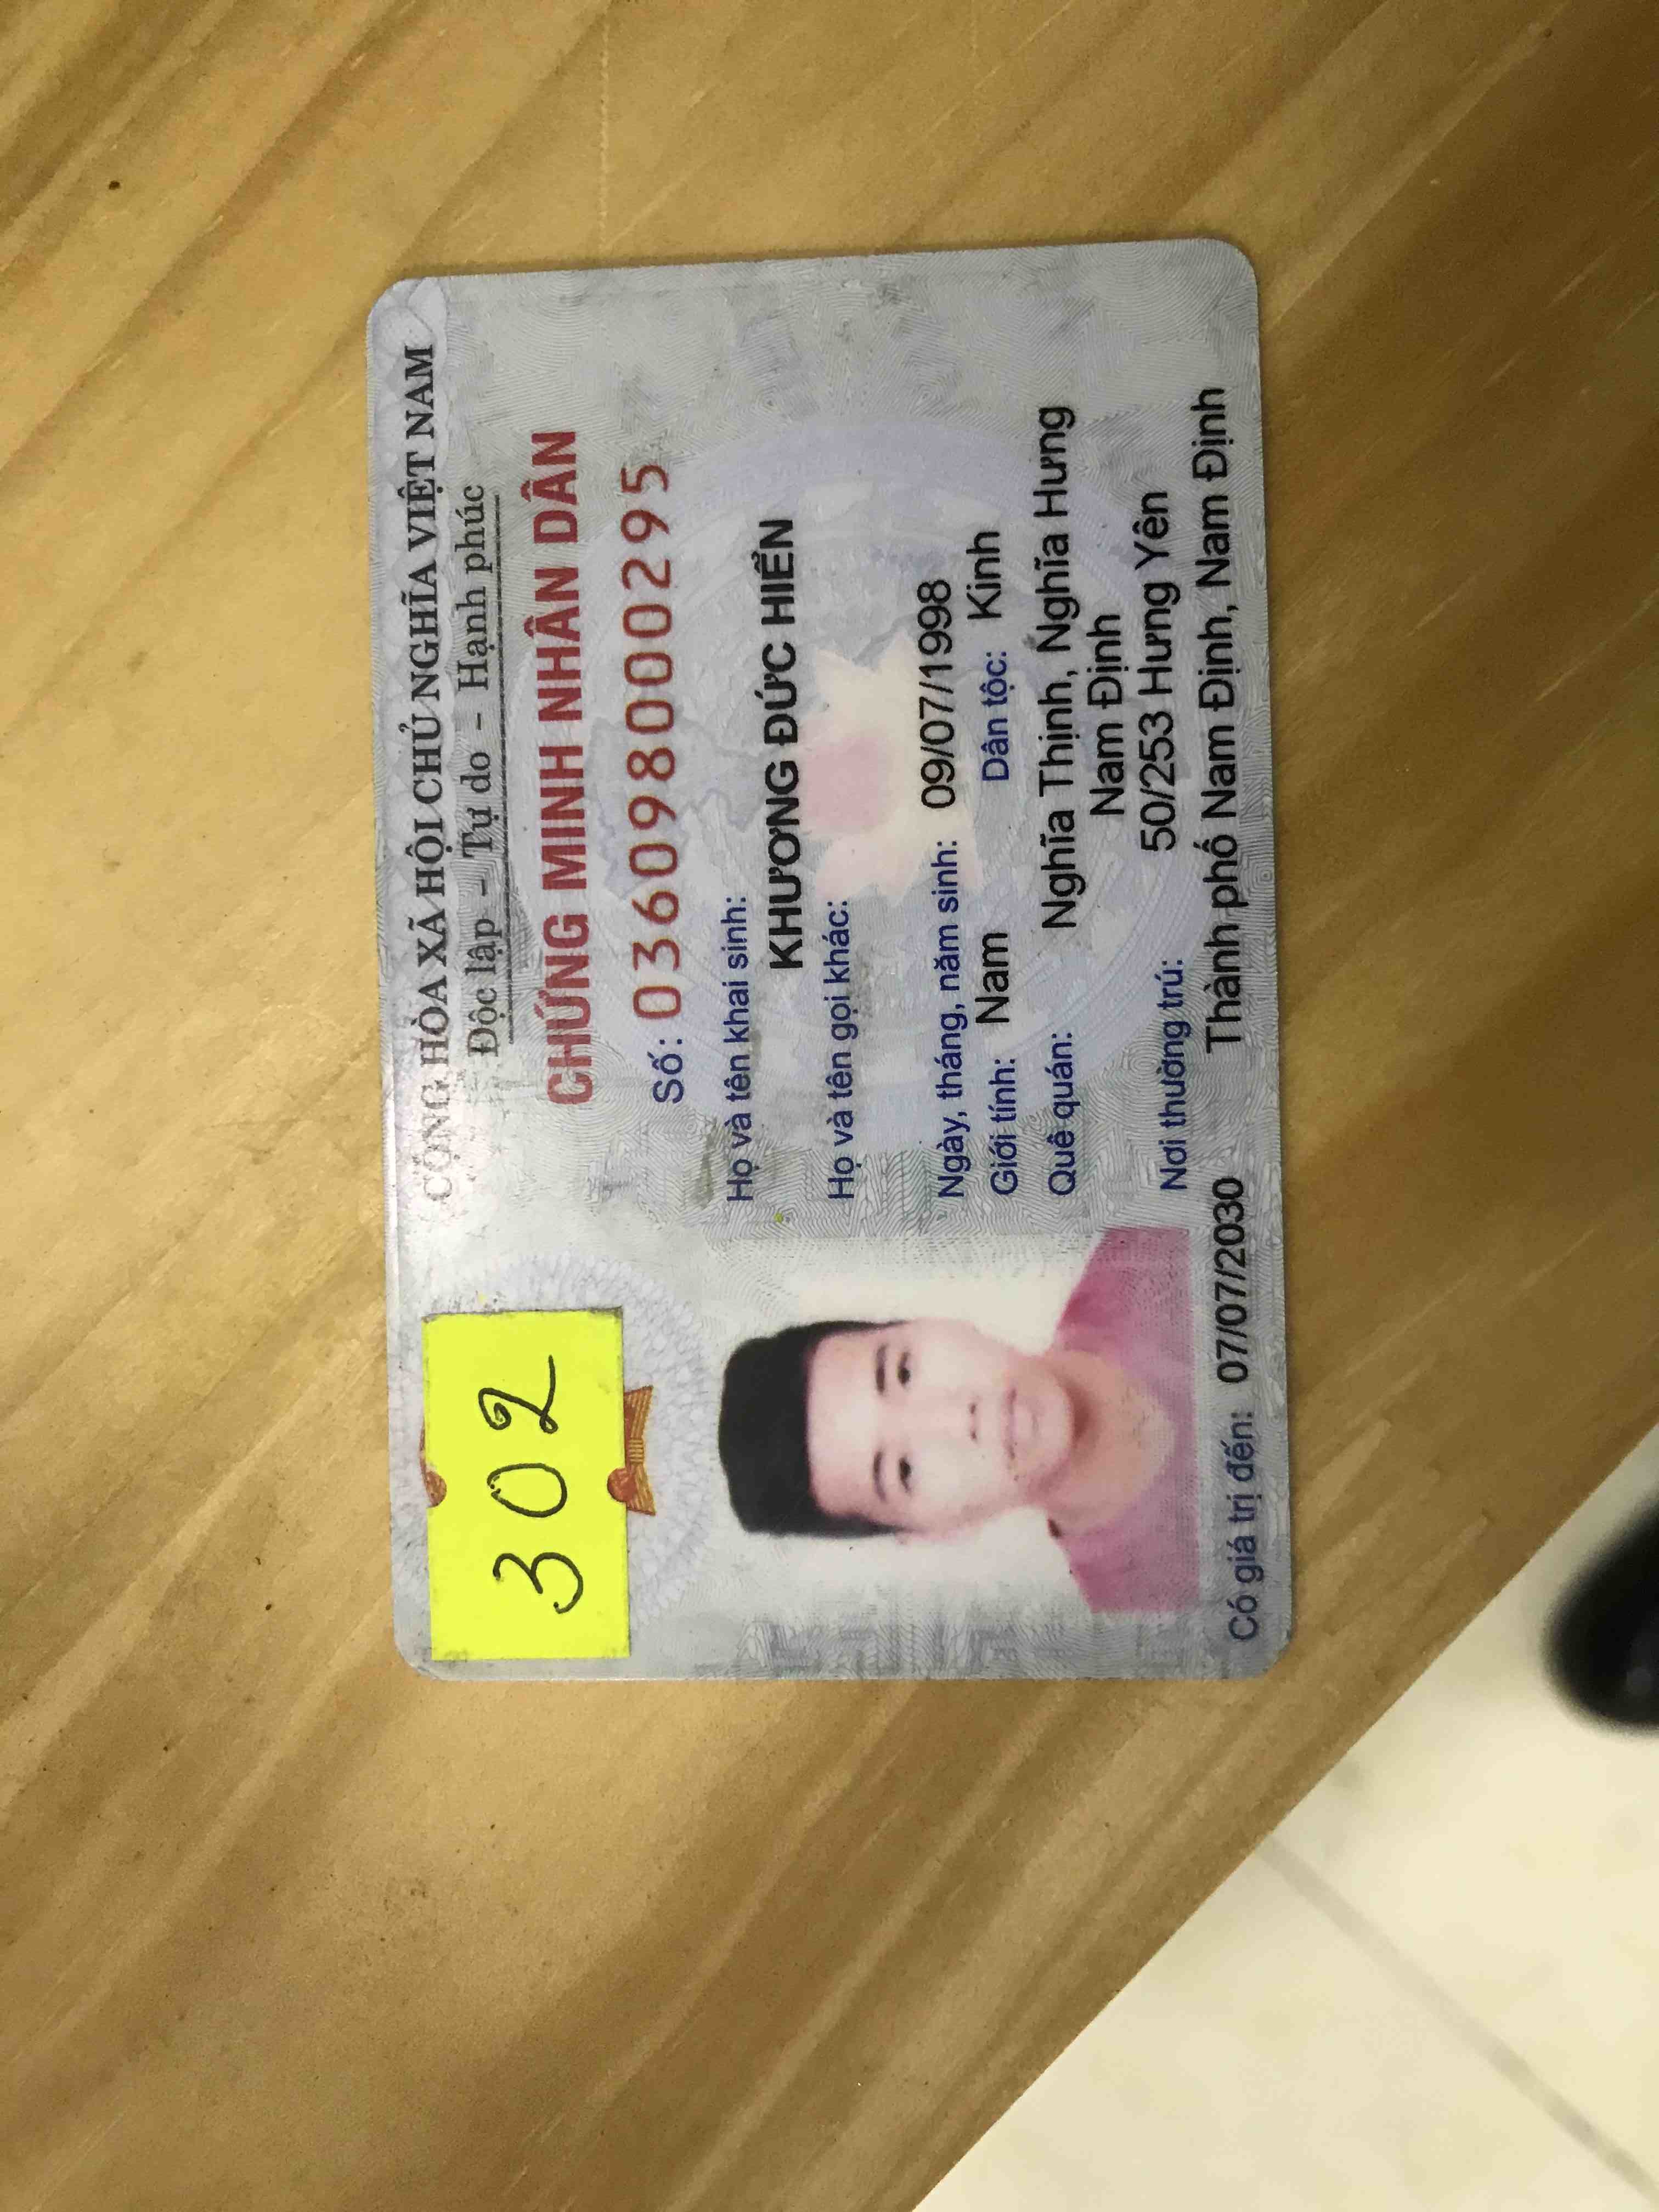 302
CỘNG HÒA XÃ HỘI CHỦ NGHĨA VIỆT NAM
Độc lập - Tự do - Hạnh phúc
CHỨNG MINH NHÂN DÂN
Số: 036098000295
Họ và tên khai sinh:
KHƯƠNG ĐỨC HIỂN
Họ và tên gọi khác:
Ngày, tháng, năm sinh: 09/07/1998
Giới tính: Nam Dân tộc: Kinh
Quê quán: Nghĩa Thịnh, Nghĩa Hưng
Nam Định
Nơi thường trú: 50/253 Hưng Yên
Thành phố Nam Định, Nam Định
Có giá trị đến: 07/07/2030